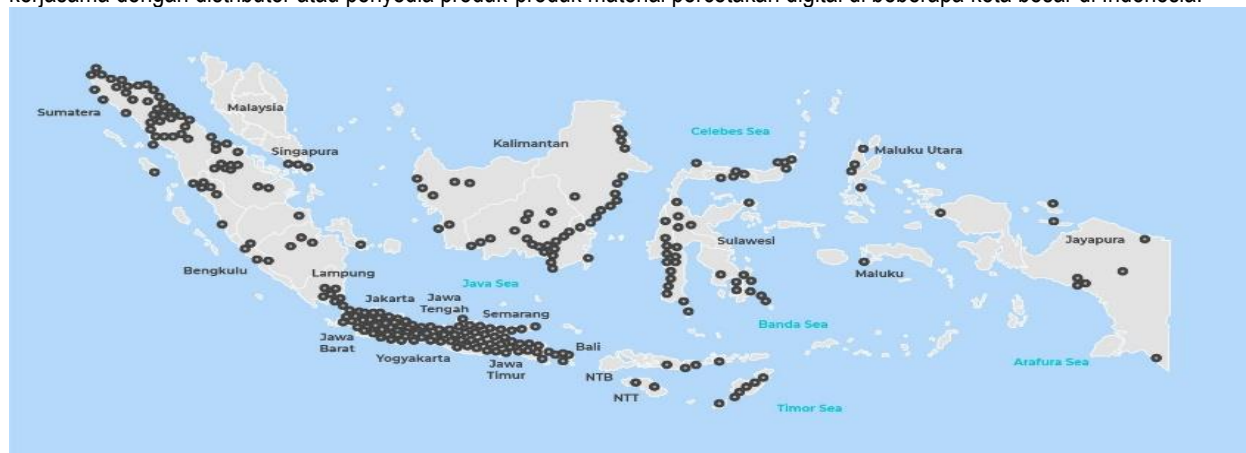 kerjasama dengan distributor atau penyedia produk-produk material percetakan digital di beberapa kota besar di Indonesia.
Sumatera
Malaysia
Singapura
Kalimantan
Celebes Sea
Maluku Utara
Sulawesi
Jayapura
Maluku
Bengkulu
Lampung
Java Sea
Jakarta
Jawa
Tengah
Semarang
Banda Sea
Jawa
Barat
Yogyakarta
Jawa
Timur
Bali
NTB
NTT
Arafura Sea
Timor Sea